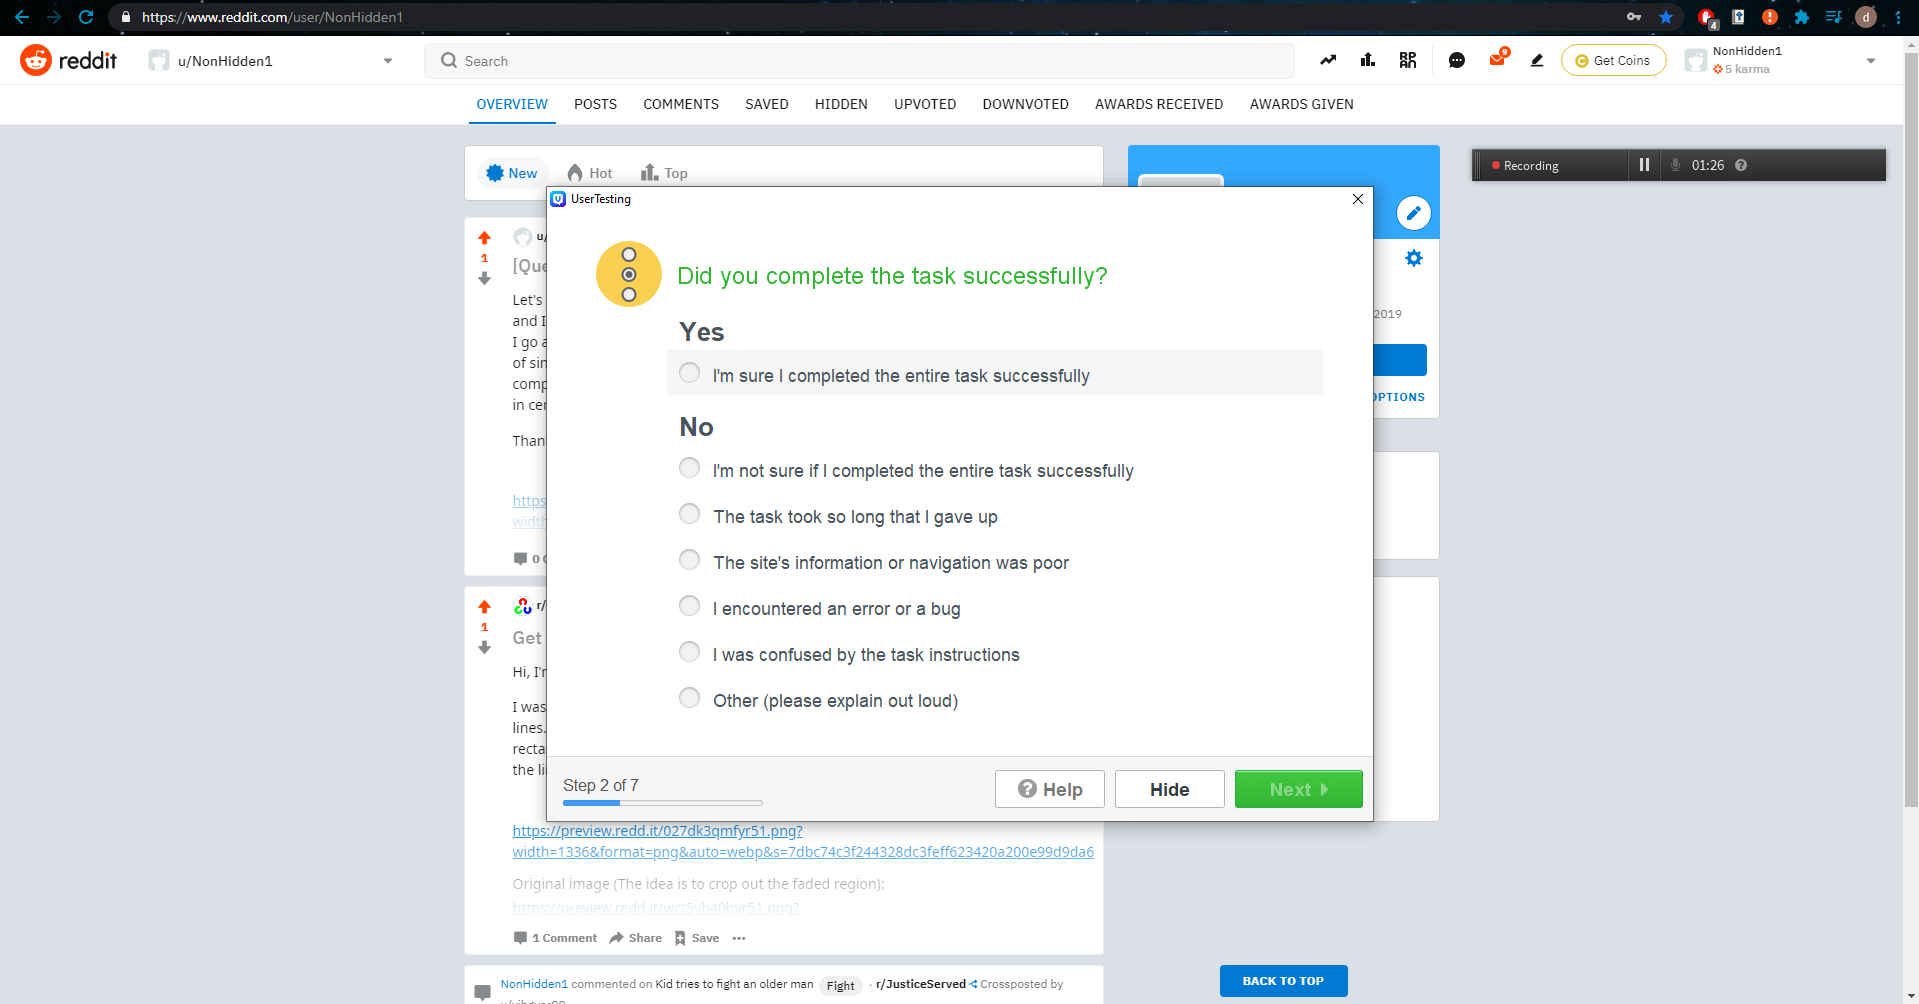 https://www.reddit.com/user/NonHidden1
4
d
reddit
u/NonHidden1
Search
RPAN
9
Get Coins
NonHidden1
5 karma
OVERVIEW POSTS COMMENTS SAVED HIDDEN UPVOTED DOWNVOTED AWARDS RECEIVED AWARDS GIVEN
New Hot Top
Recording 01:26
UserTesting
Did you complete the task successfully?
Yes
I'm sure I completed the entire task successfully
No
I'm not sure if I completed the entire task successfully
The task took so long that I gave up
The site's information or navigation was poor
I encountered an error or a bug
I was confused by the task instructions
Other (please explain out loud)
Step 2 of 7
Help Hide Next
1
u/
[Que
Let's
and I
I go a
of sin
comp
in cer
Than
https
width
0 C
2019
OPTIONS
1
r/
Get
Hi, I'm
I was
lines.
recta
the li
https://preview.redd.it/027dk3qmfyr51.png?
width=1336&format=png&auto=webp&s=7dbc74c3f244328dc3feff623420a200e99d9da6
Original image (The idea is to crop out the faded region):
https://preview.redd.it/wct5vh40hyr51.png?
1 Comment Share Save
NonHidden1 commented on Kid tries to fight an older man Fight · r/JusticeServed Crossposted by
BACK TO TOP